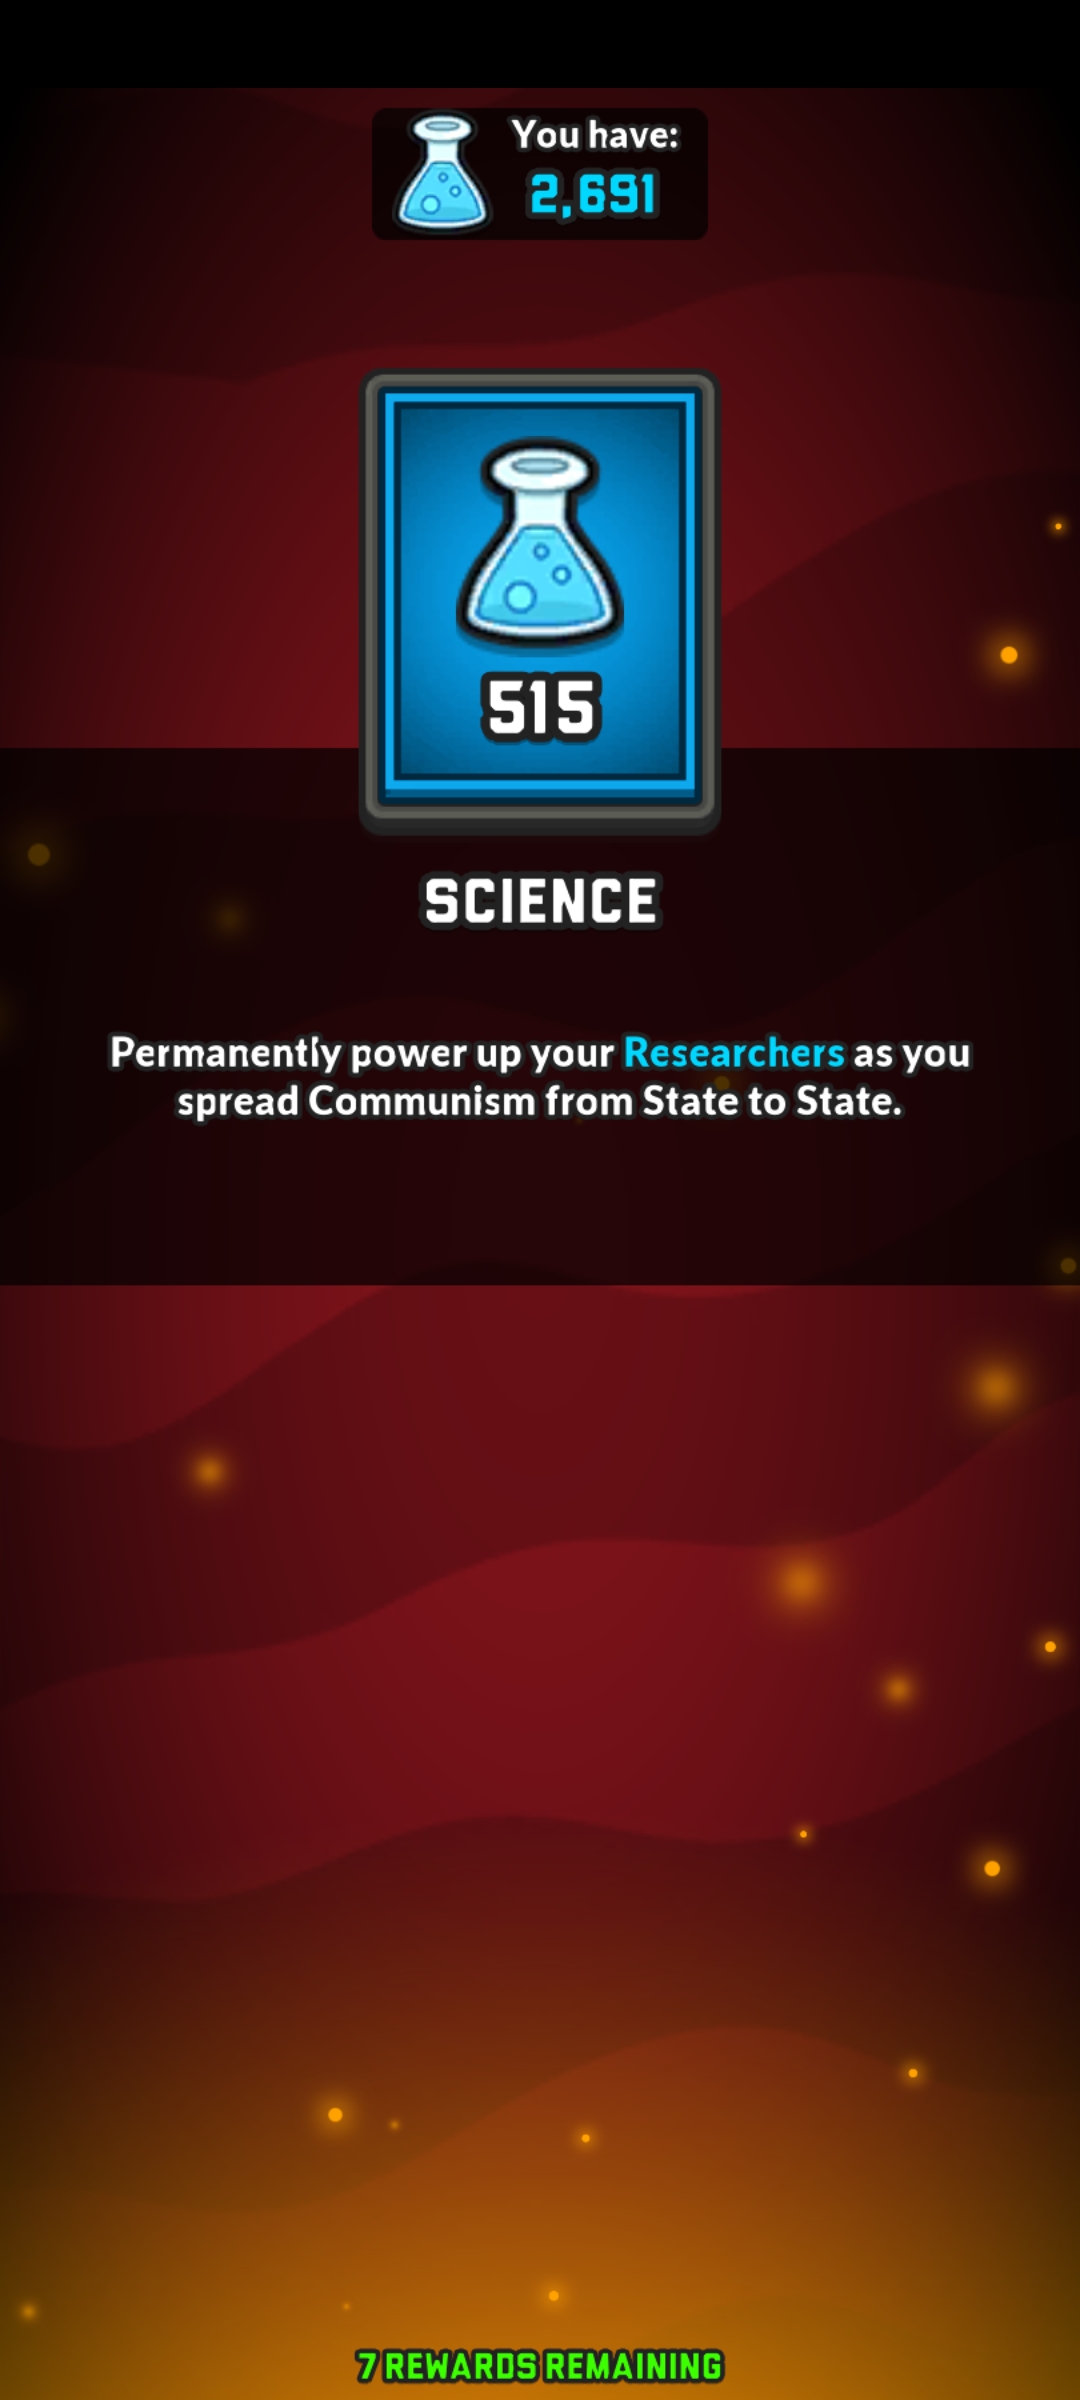 You have:
2,691
515
SCIENCE
Permanently power up your Researchers as you
spread Communism from State to State.
7 REWARDS REMAINING